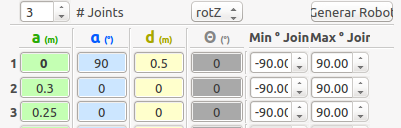 3 # Joints rotZ Generar Robot
a (m) α (°) d (m) Θ (°) Min ° Join Max ° Join
1 0 90 0.5 0 -90.00 90.00
2 0.3 0 0 0 -90.00 90.00
3 0.25 0 0 0 -90.00 90.00